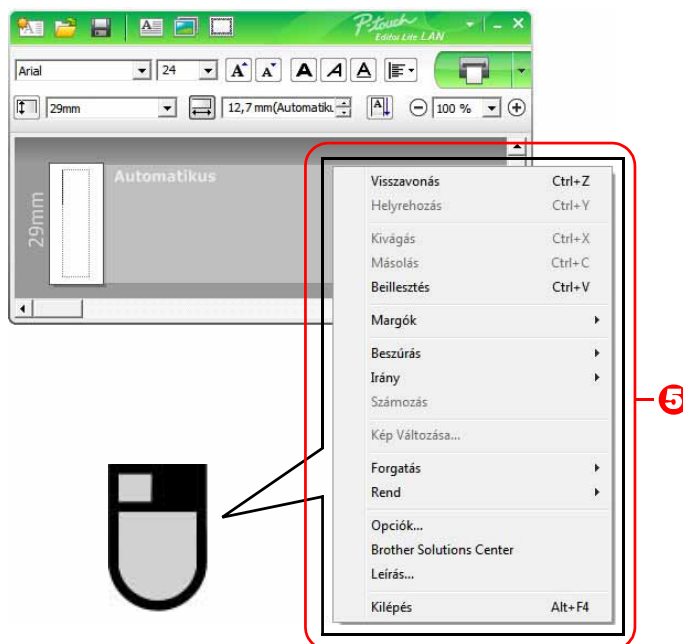 P-touch
Editor Lite LAN
Arial 24 A A A A A
29mm 12,7 mm(Automatiku A 100 %
Automatikus
29mm
Visszavonás Ctrl+Z
Helyrehozás Ctrl+Y
Kivágás Ctrl+X
Másolás Ctrl+C
Beillesztés Ctrl+V
Margók
Beszúrás
Irány
Számozás
Kép Változása...
Forgatás
Rend
Opciók...
Brother Solutions Center
Leírás...
Kilépés Alt+F4
5